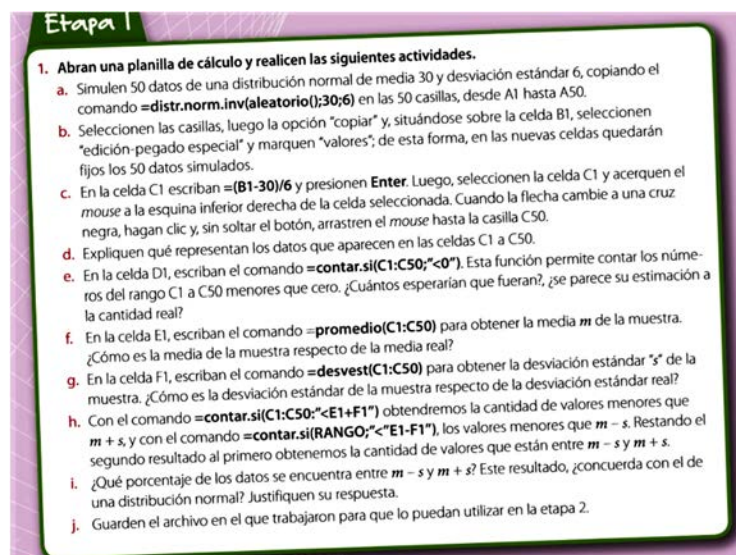 Etapa 1
1. Abran una planilla de cálculo y realicen las siguientes actividades.
a. Simulen 50 datos de una distribución normal de media 30 y desviación estándar 6, copiando el
comando =distr.norm.inv(aleatorio();30;6) en las 50 casillas, desde A1 hasta A50.
b. Seleccionen las casillas, luego la opción "copiar" y, situándose sobre la celda B1, seleccionen
"edición-pegado especial" y marquen "valores"; de esta forma, en las nuevas celdas quedarán
fijos los 50 datos simulados.
c. En la celda C1 escriban =(B1-30)/6 y presionen Enter. Luego, seleccionen la celda C1 y acerquen el
mouse a la esquina inferior derecha de la celda seleccionada. Cuando la flecha cambie a una cruz
negra, hagan clic y, sin soltar el botón, arrastren el mouse hasta la casilla C50.
d. Expliquen qué representan los datos que aparecen en las celdas C1 a C50.
e. En la celda D1, escriban el comando =contar.si(C1:C50;"<0"). Esta función permite contar los núme-
ros del rango C1 a C50 menores que cero. ¿Cuántos esperarían que fueran?, ¿se parece su estimación a
la cantidad real?
f. En la celda E1, escriban el comando =promedio(C1:C50) para obtener la media m de la muestra.
¿Cómo es la media de la muestra respecto de la media real?
g. En la celda F1, escriban el comando =desvest(C1:C50) para obtener la desviación estándar "s" de la
muestra. ¿Cómo es la desviación estándar de la muestra respecto de la desviación estándar real?
h. Con el comando =contar.si(C1:C50:"<E1+F1") obtendremos la cantidad de valores menores que
m + s, y con el comando =contar.si(RANGO;"<"E1-F1"), los valores menores que m – s. Restando el
segundo resultado al primero obtenemos la cantidad de valores que están entre m – s y m + s.
i. ¿Qué porcentaje de los datos se encuentra entre m – s y m + s? Este resultado, ¿concuerda con el de
una distribución normal? Justifiquen su respuesta.
j. Guarden el archivo en el que trabajaron para que lo puedan utilizar en la etapa 2.